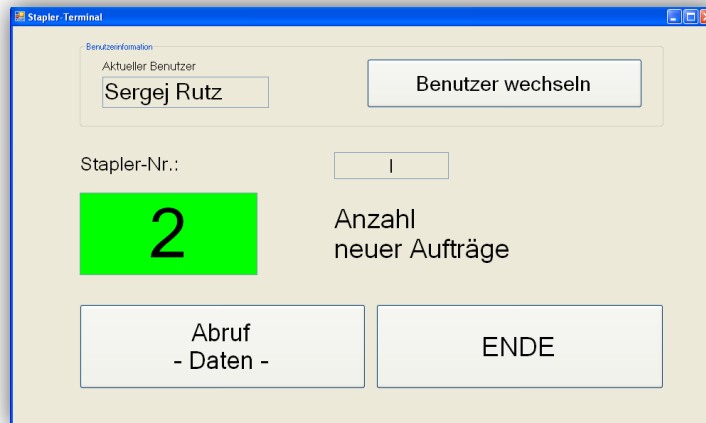 Stapler-Terminal
Benutzerinformation
Aktueller Benutzer
Sergej Rutz
Benutzer wechseln
Stapler-Nr.:
I
2
Anzahl
neuer Aufträge
Abruf
- Daten -
ENDE